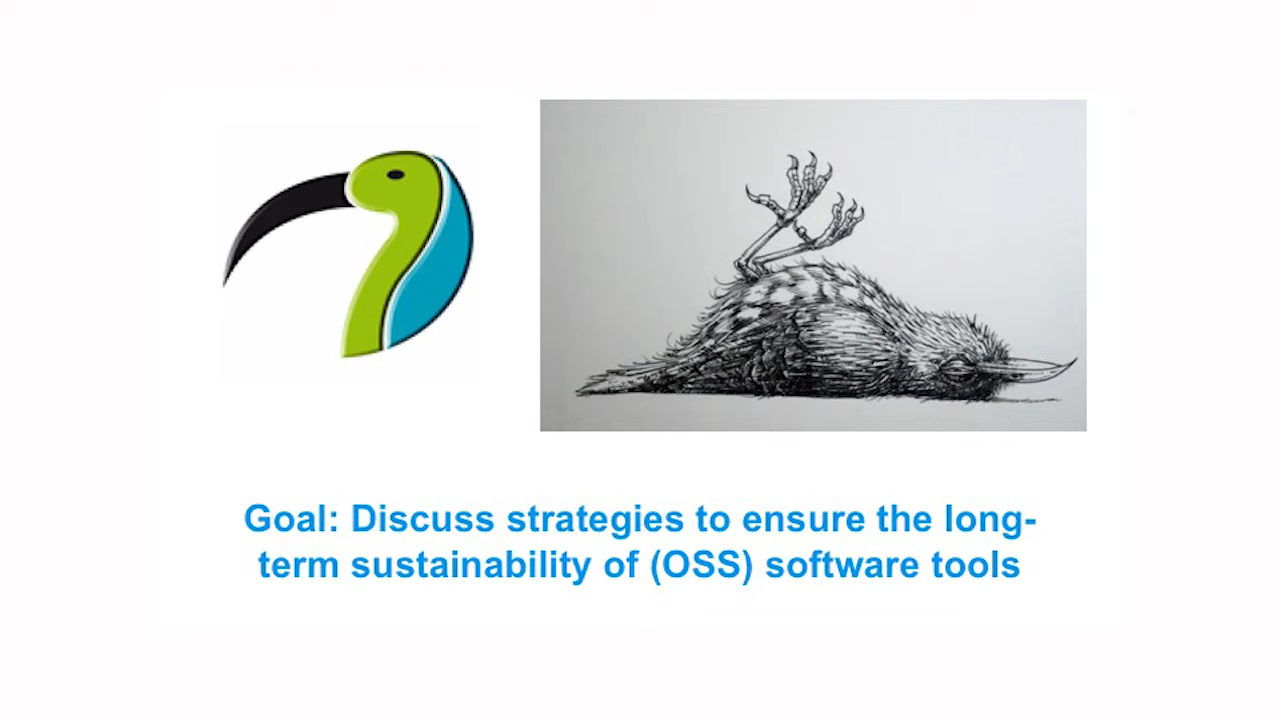 Goal: Discuss strategies to ensure the long-
term sustainability of (OSS) software tools